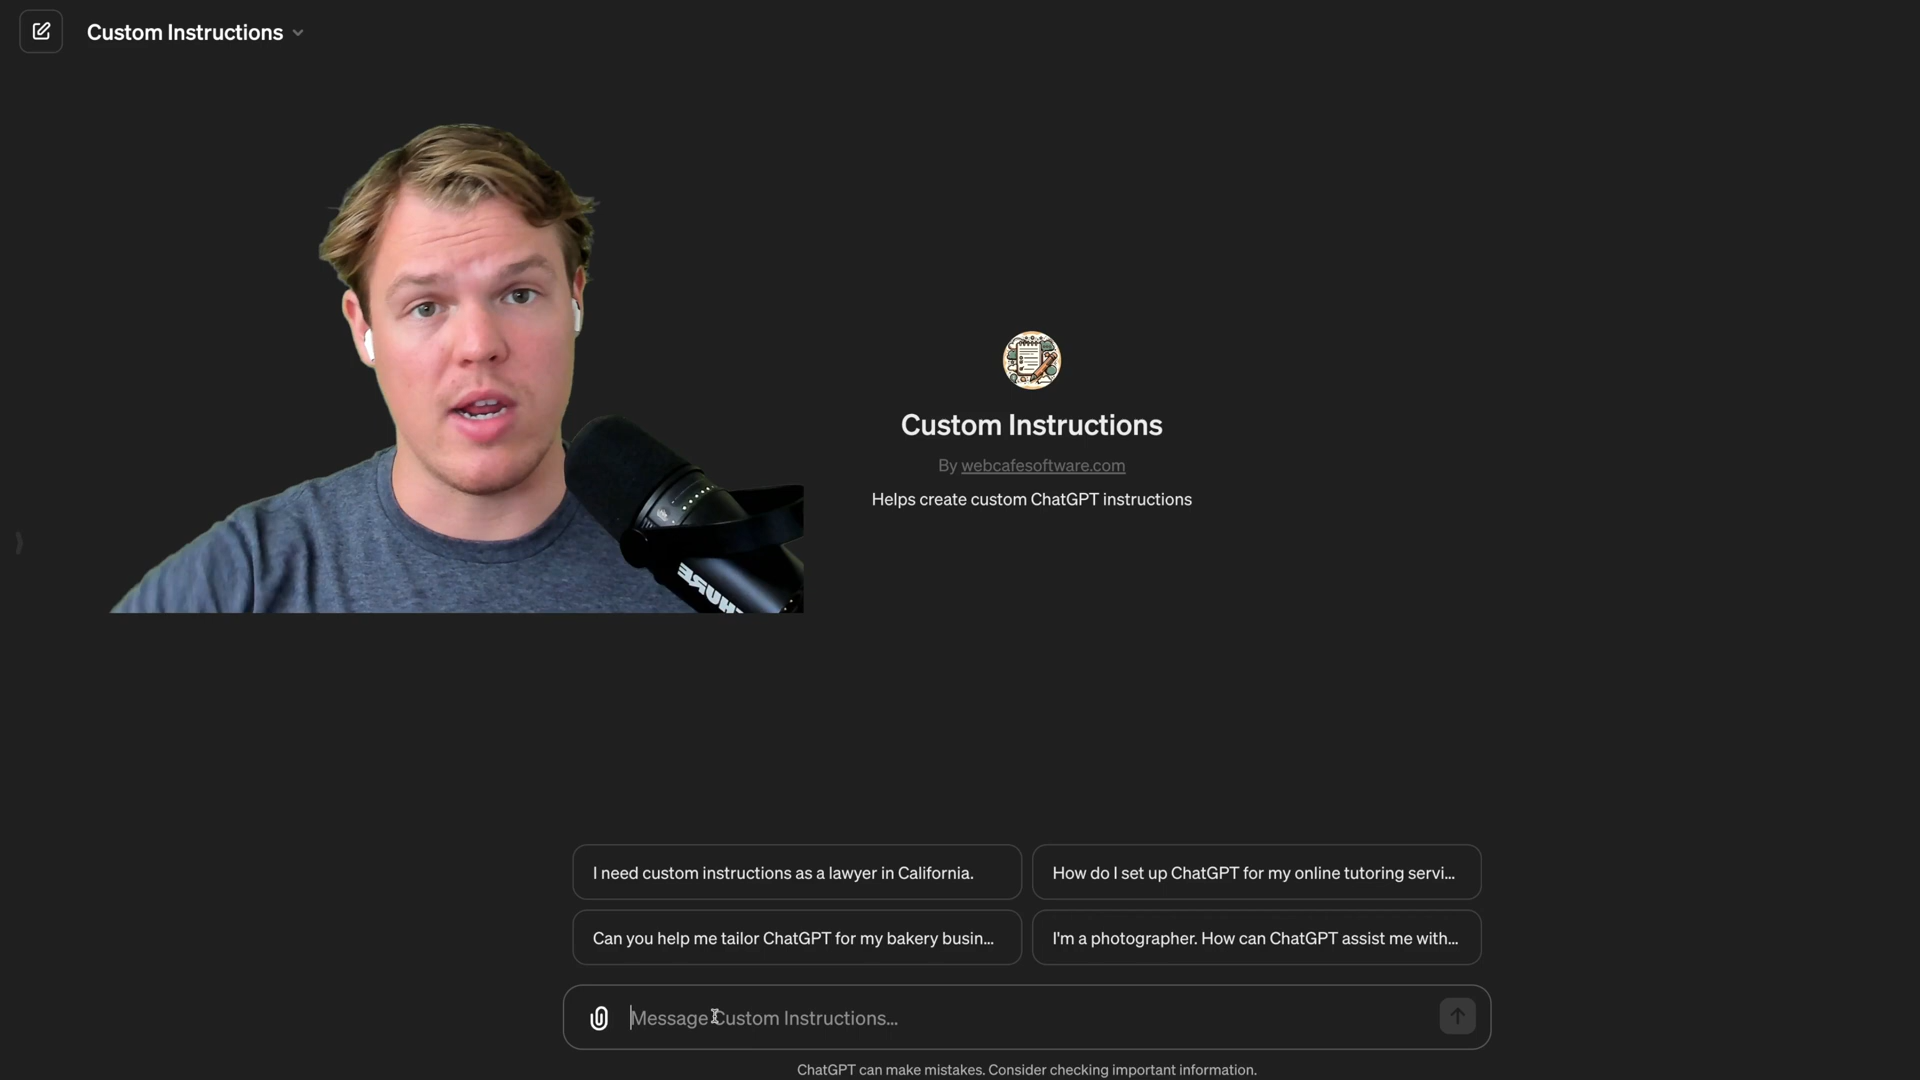 Custom Instructions
SHURE
Custom Instructions
By webcafesoftware.com
Helps create custom ChatGPT instructions
I need custom instructions as a lawyer in California.
How do I set up ChatGPT for my online tutoring servi...
Can you help me tailor ChatGPT for my bakery busin...
I'm a photographer. How can ChatGPT assist me with...
Message Custom Instructions...
ChatGPT can make mistakes. Consider checking important information.